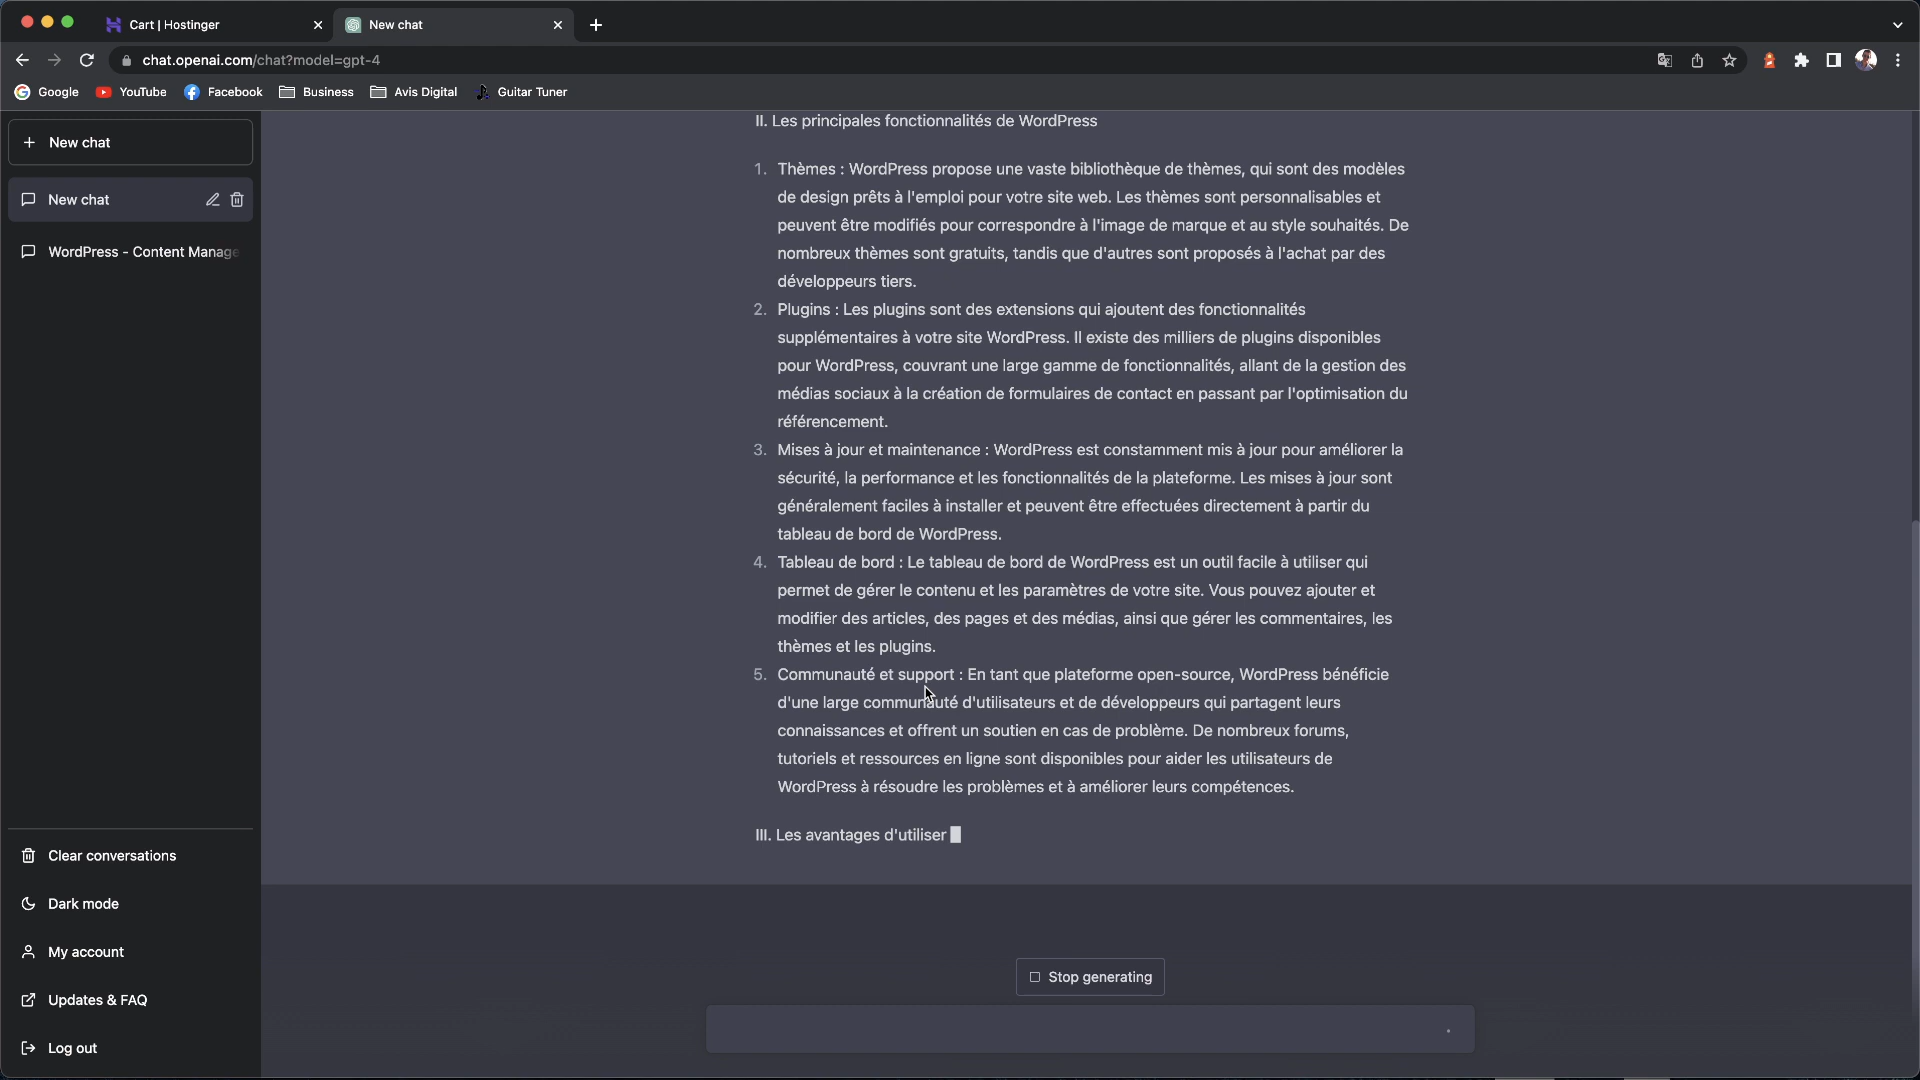 Cart | Hostinger
New chat
chat.openai.com/chat?model=gpt-4
Google
YouTube
Facebook
Business
Avis Digital
Guitar Tuner
New chat
New chat
WordPress - Content Manage
Clear conversations
Dark mode
My account
Updates & FAQ
Log out
II. Les principales fonctionnalités de WordPress
1. Thèmes : WordPress propose une vaste bibliothèque de thèmes, qui sont des modèles
de design prêts à l'emploi pour votre site web. Les thèmes sont personnalisables et
peuvent être modifiés pour correspondre à l'image de marque et au style souhaités. De
nombreux thèmes sont gratuits, tandis que d'autres sont proposés à l'achat par des
développeurs tiers.
2. Plugins : Les plugins sont des extensions qui ajoutent des fonctionnalités
supplémentaires à votre site WordPress. Il existe des milliers de plugins disponibles
pour WordPress, couvrant une large gamme de fonctionnalités, allant de la gestion des
médias sociaux à la création de formulaires de contact en passant par l'optimisation du
référencement.
3. Mises à jour et maintenance : WordPress est constamment mis à jour pour améliorer la
sécurité, la performance et les fonctionnalités de la plateforme. Les mises à jour sont
généralement faciles à installer et peuvent être effectuées directement à partir du
tableau de bord de WordPress.
4. Tableau de bord : Le tableau de bord de WordPress est un outil facile à utiliser qui
permet de gérer le contenu et les paramètres de votre site. Vous pouvez ajouter et
modifier des articles, des pages et des médias, ainsi que gérer les commentaires, les
thèmes et les plugins.
5. Communauté et support : En tant que plateforme open-source, WordPress bénéficie
d'une large communauté d'utilisateurs et de développeurs qui partagent leurs
connaissances et offrent un soutien en cas de problème. De nombreux forums,
tutoriels et ressources en ligne sont disponibles pour aider les utilisateurs de
WordPress à résoudre les problèmes et à améliorer leurs compétences.
III. Les avantages d'utiliser
Stop generating